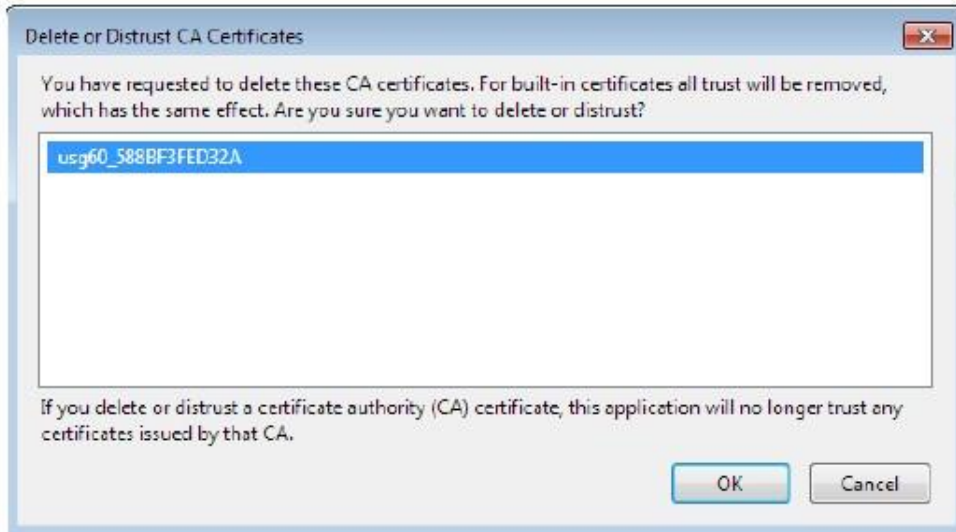 Delete or Distrust CA Certificates
You have requested to delete these CA certificates. For built-in certificates all trust will be removed,
which has the same effect. Are you sure you want to delete or distrust?
usg60_588BF3FED32A
If you delete or distrust a certificate authority (CA) certificate, this application will no longer trust any
certificates issued by that CA.
OK
Cancel